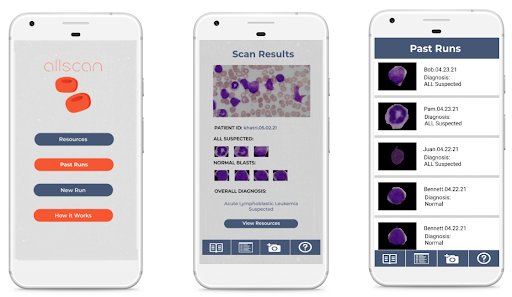 allscan
Resources
Past Runs
New Run
How It Works
Scan Results
PATIENT ID: khatri.05.02.21
ALL SUSPECTED:
NORMAL BLASTS:
OVERALL DIAGNOSIS:
Acute Lymphoblastic Leukemia
Suspected
View Resources
Past Runs
Bob.04.23.21
Diagnosis:
ALL Suspected
Pam.04.23.21
Diagnosis:
ALL Suspected
Juan.04.22.21
Diagnosis:
ALL Suspected
Bennett.04.22.21
Diagnosis:
Normal
Bennett.04.22.21
Diagnosis:
Normal